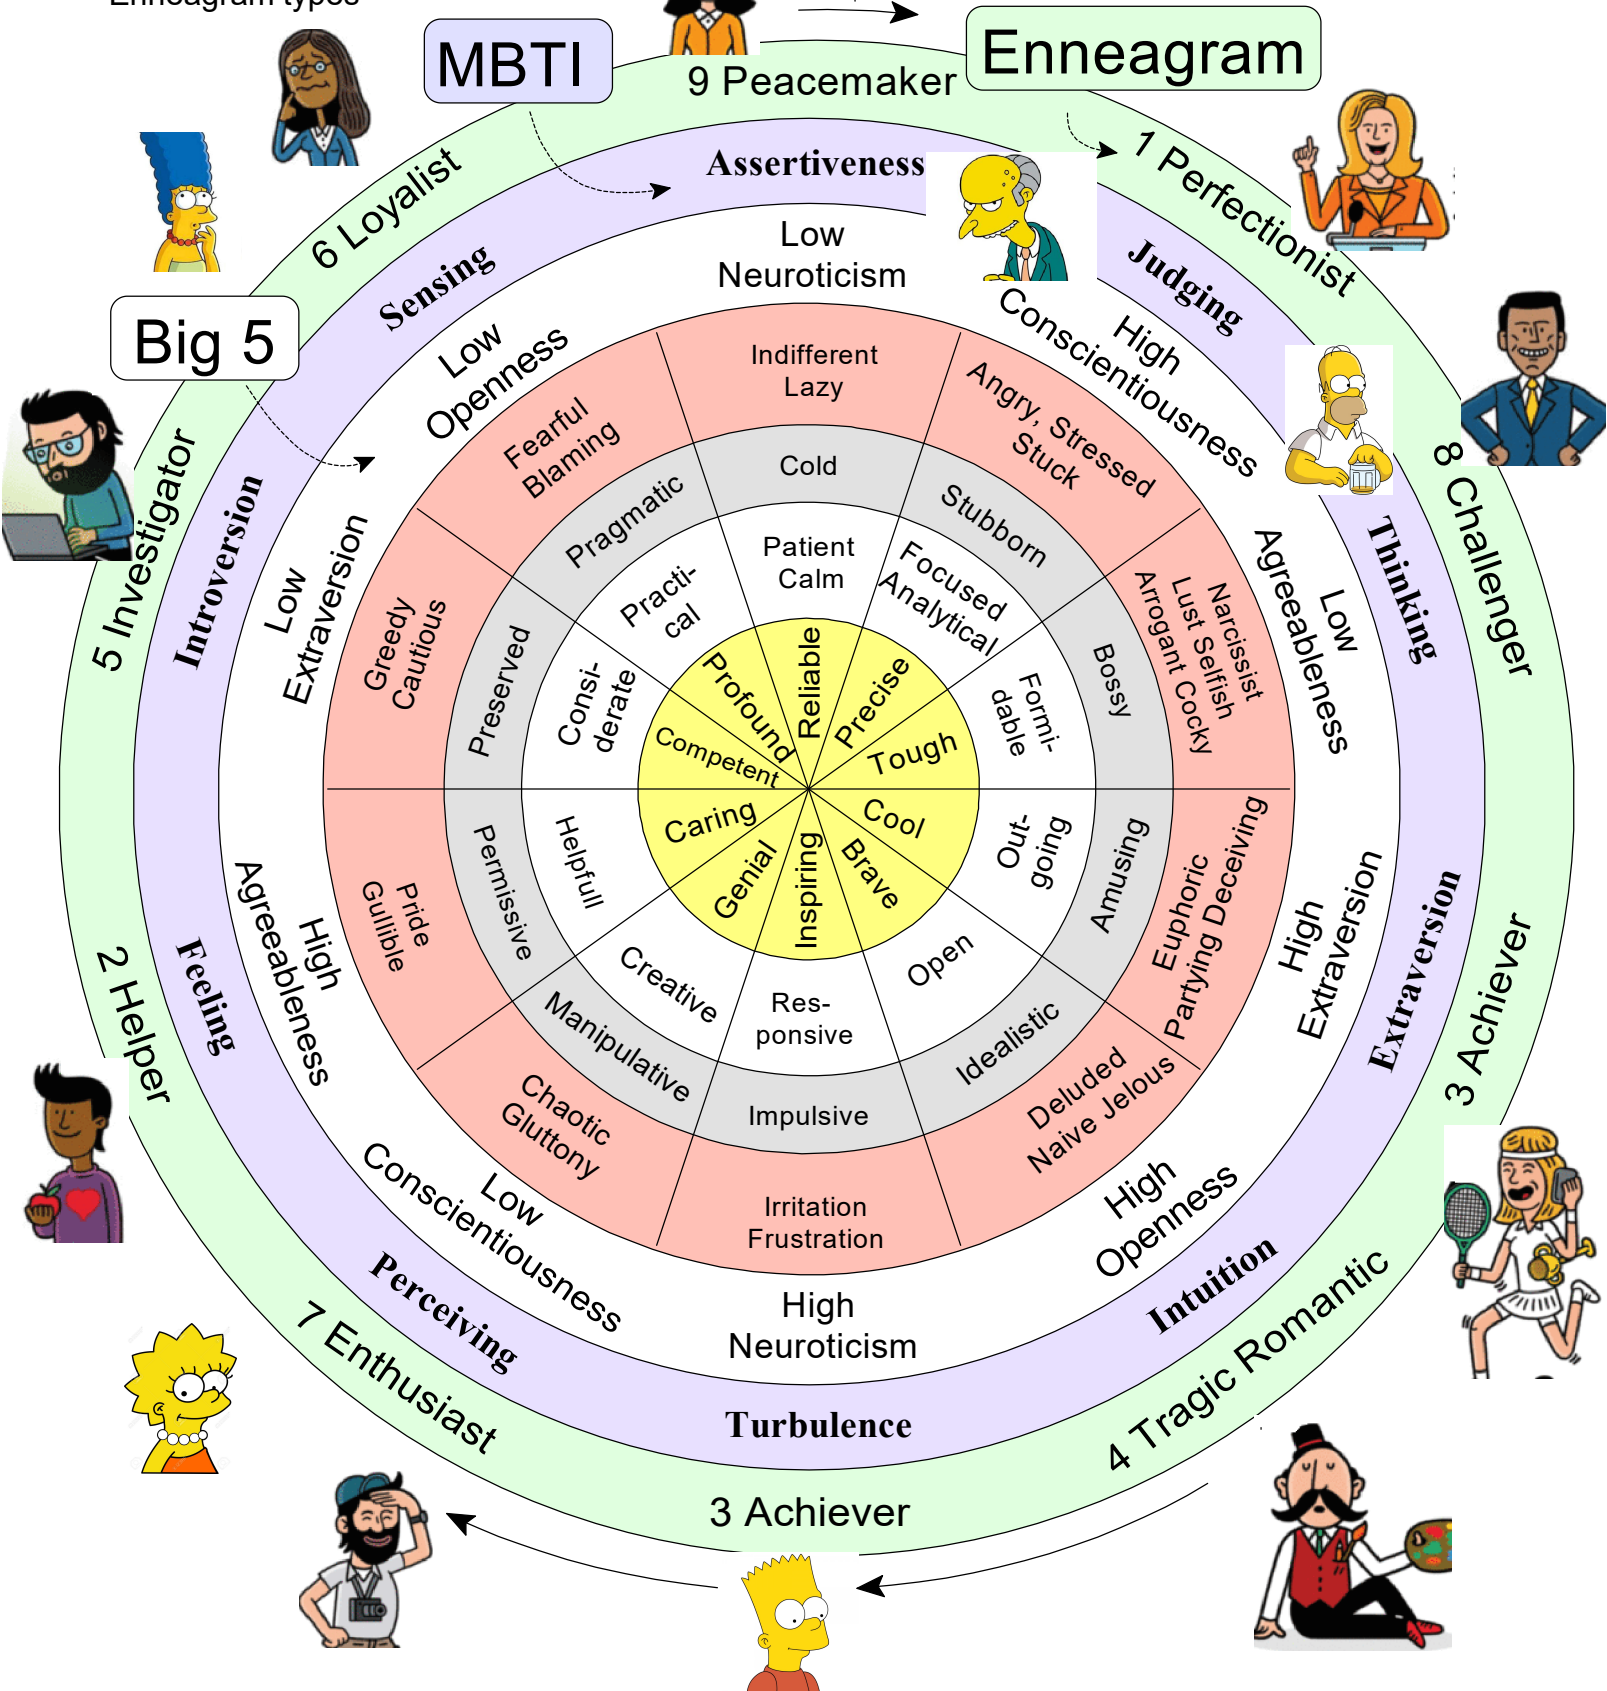 Enneagram types
MBTI
Enneagram
Big 5
9 Peacemaker
1 Perfectionist
8 Challenger
3 Achiever
4 Tragic Romantic
3 Achiever
7 Enthusiast
2 Helper
5 Investigator
6 Loyalist
Assertiveness
Judging
Thinking
Extraversion
Intuition
Turbulence
Perceiving
Feeling
Introversion
Sensing
Low
Neuroticism
High
Conscientiousness
Low
Agreeableness
High
Extraversion
High
Openness
High
Neuroticism
Low
Conscientiousness
High
Agreeableness
Low
Extraversion
Low
Openness
Indifferent
Lazy
Angry, Stressed
Stuck
Narcissist
Lust Selfish
Arrogant Cocky
Euphoric
Partying Deceiving
Deluded
Naive Jelous
Irritation
Frustration
Chaotic
Gluttony
Pride
Gullible
Greedy
Cautious
Fearful
Blaming
Cold
Stubborn
Bossy
Amusing
Idealistic
Impulsive
Manipulative
Permissive
Preserved
Pragmatic
Patient
Calm
Focused
Analytical
Formi-
dable
Out-
going
Open
Res-
ponsive
Creative
Helpfull
Consi-
derate
Practi-
cal
Reliable
Precise
Tough
Cool
Brave
Inspiring
Genial
Caring
Competent
Profound